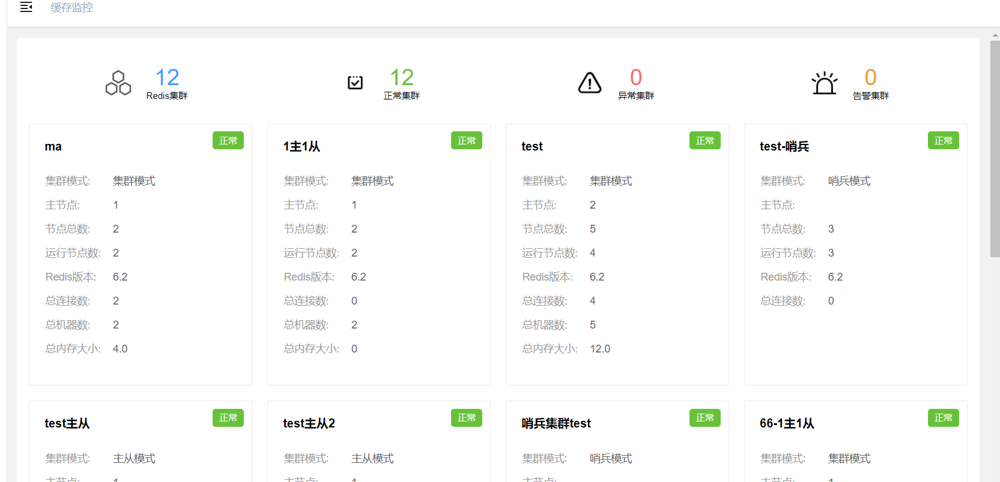 缓存监控
12
Redis集群
12
正常集群
0
异常集群
0
告警集群
ma
正常
集群模式: 集群模式
主节点: 1
节点总数: 2
运行节点数: 2
Redis版本: 6.2
总连接数: 2
总机器数: 2
总内存大小: 4.0
1主1从
正常
集群模式: 集群模式
主节点: 1
节点总数: 2
运行节点数: 2
Redis版本: 6.2
总连接数: 0
总机器数: 2
总内存大小: 0
test
正常
集群模式: 集群模式
主节点: 2
节点总数: 5
运行节点数: 4
Redis版本: 6.2
总连接数: 4
总机器数: 5
总内存大小: 12.0
test-哨兵
正常
集群模式: 哨兵模式
主节点:
节点总数: 3
运行节点数: 3
Redis版本: 6.2
总连接数: 0
test主从
正常
集群模式: 主从模式
主节点: 1
test主从2
正常
集群模式: 主从模式
主节点: 1
哨兵集群test
正常
集群模式: 哨兵模式
主节点:
66-1主1从
正常
集群模式: 集群模式
主节点: 1